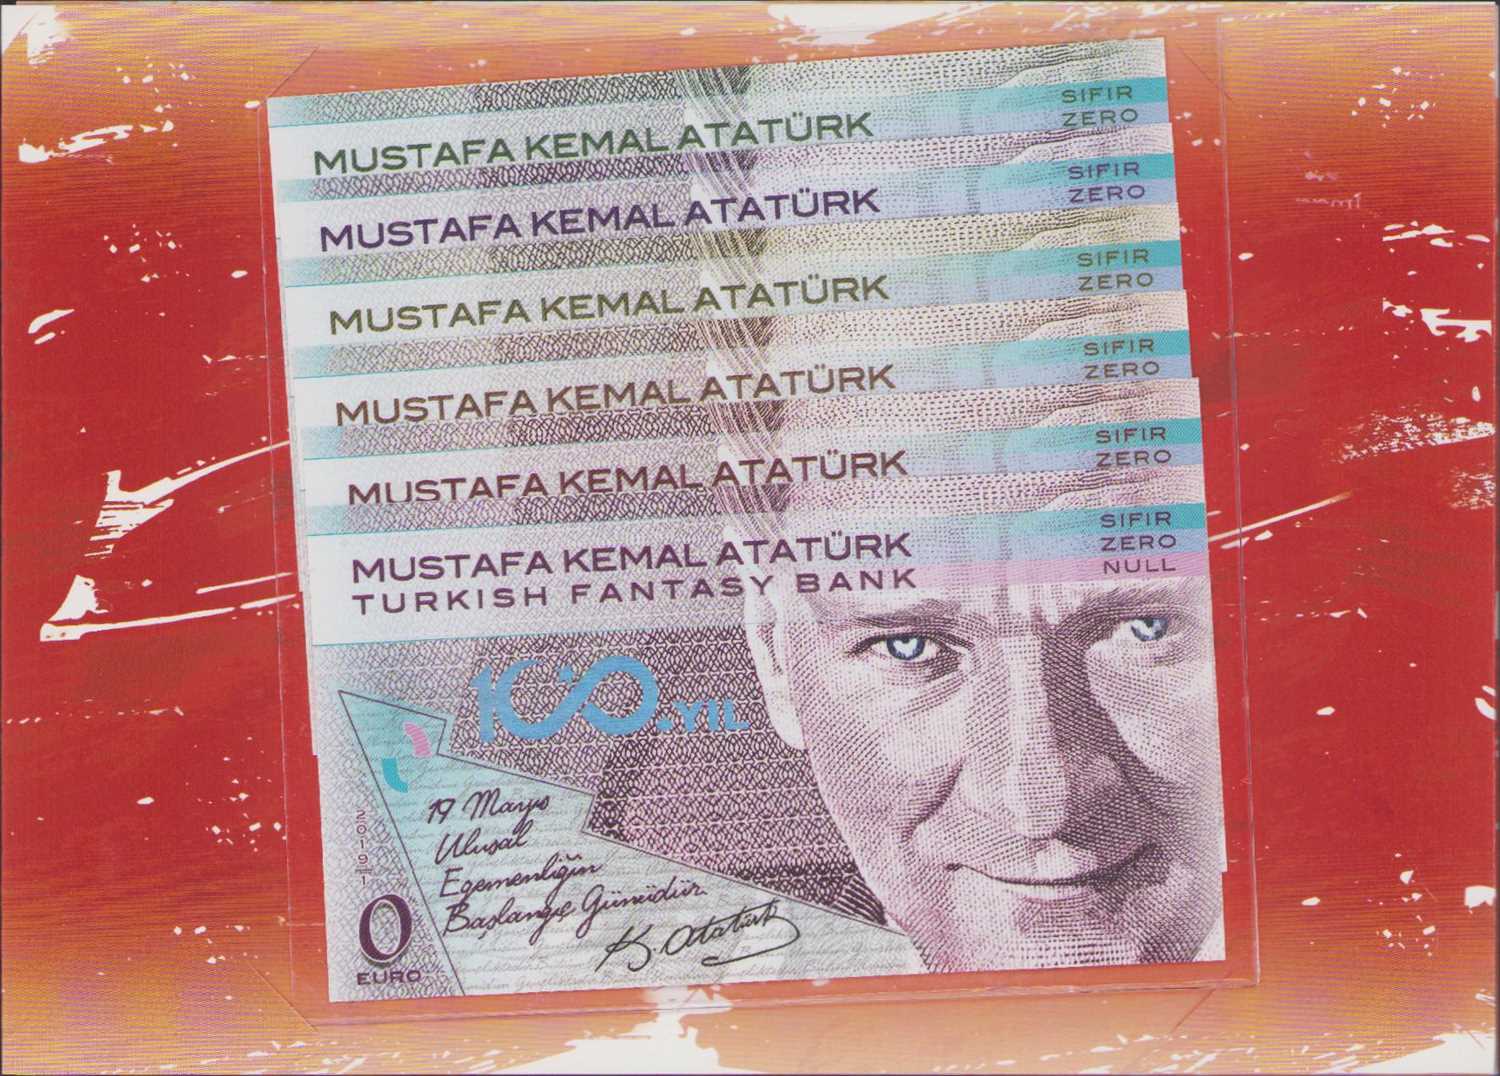 MUSTAFA KEMAL ATATÜRK
SIFIR
ZERO
MUSTAFA KEMAL ATATÜRK
SIFIR
ZERO
MUSTAFA KEMAL ATATÜRK
SIFIR
ZERO
MUSTAFA KEMAL ATATÜRK
SIFIR
ZERO
MUSTAFA KEMAL ATATÜRK
SIFIR
ZERO
MUSTAFA KEMAL ATATÜRK
TURKISH FANTASY BANK
SIFIR
ZERO
NULL
100.YIL
19 Mayıs
Ulusal
Egemenliğin
Başlangıç Günüdür.
K. Atatürk
2019-1
0
EURO